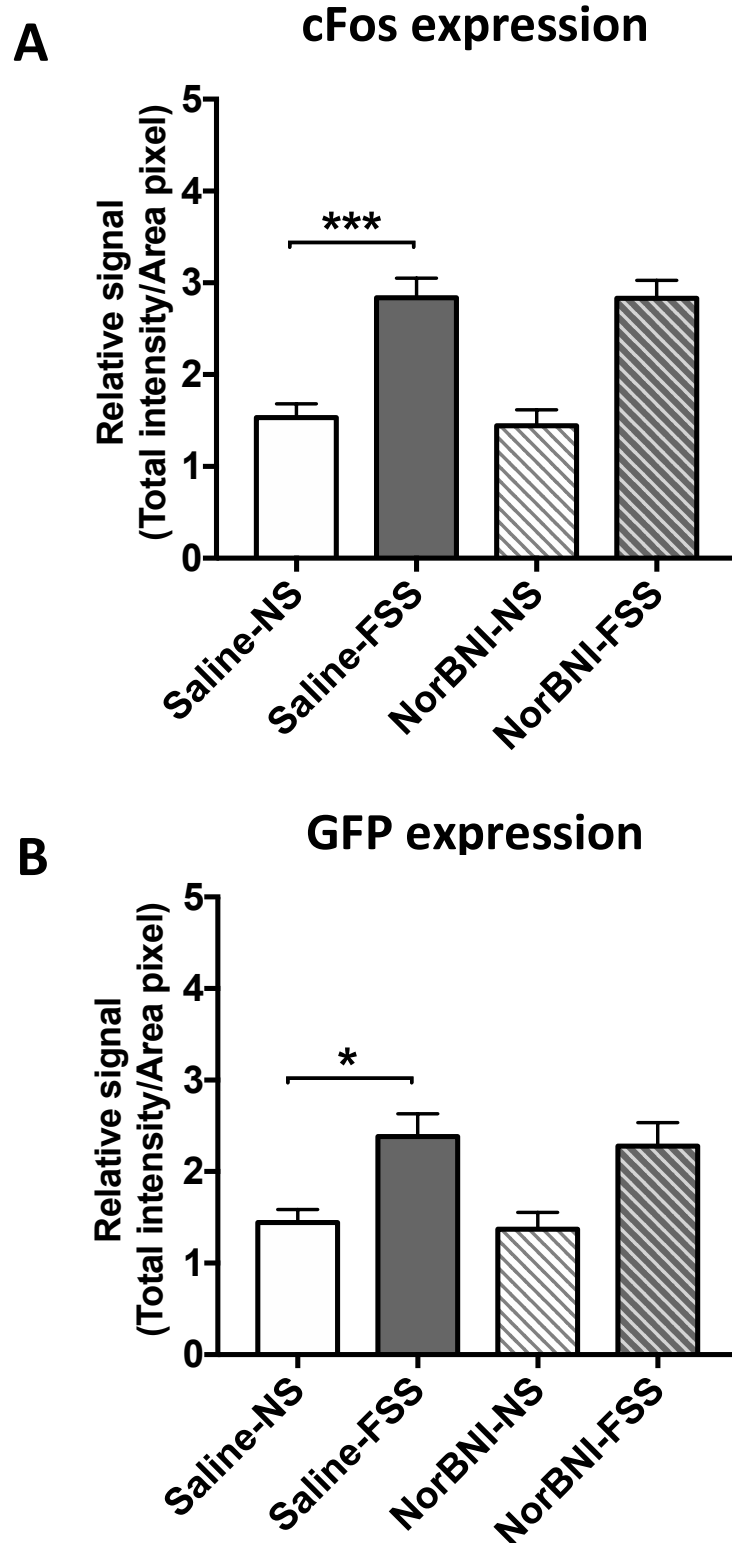 A
cFos expression
Relative signal
(Total intensity/Area pixel)
5
4
3
2
1
0
***
Saline-NS
Saline-FSS
NorBNI-NS
NorBNI-FSS
B
GFP expression
Relative signal
(Total intensity/Area pixel)
5
4
3
2
1
0
*
Saline-NS
Saline-FSS
NorBNI-NS
NorBNI-FSS